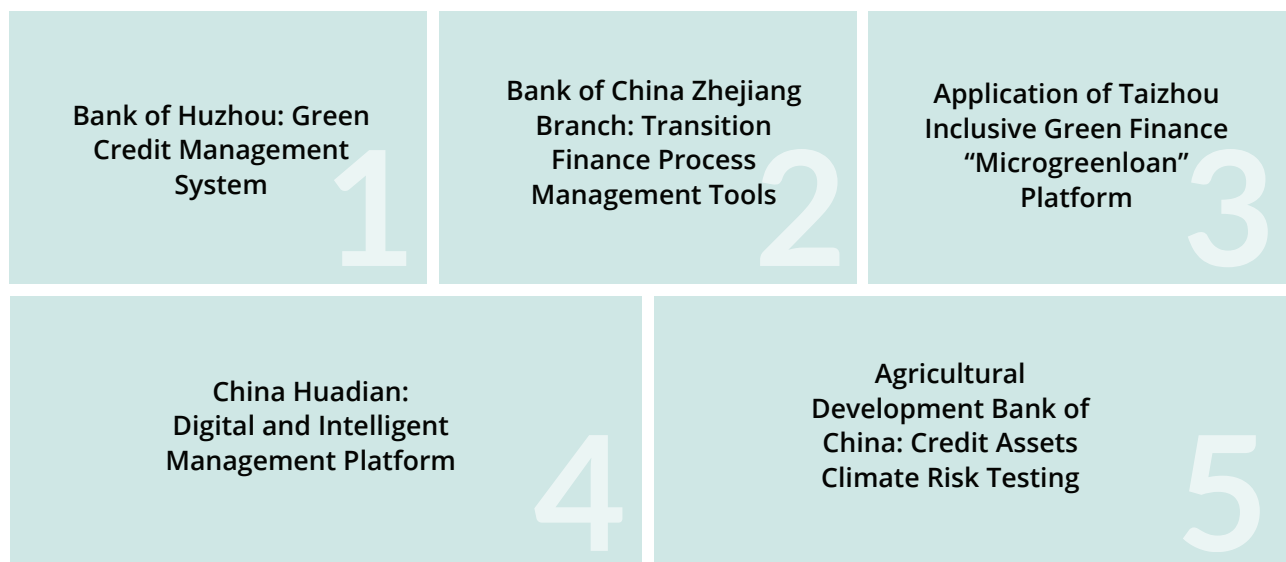 Bank of Huzhou: Green
Credit Management
System
1
Bank of China Zhejiang
Branch: Transition
Finance Process
Management Tools
2
Application of Taizhou
Inclusive Green Finance
“Microgreenloan”
Platform
3
China Huadian:
Digital and Intelligent
Management Platform
4
Agricultural
Development Bank of
China: Credit Assets
Climate Risk Testing
5